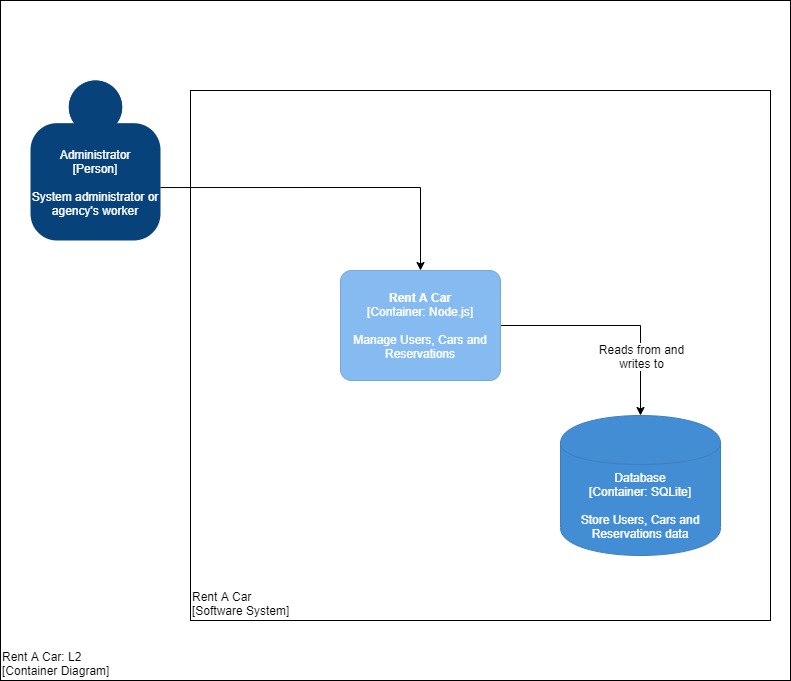 Administrator
[Person]
System administrator or
agency's worker
Rent A Car
[Container: Node.js]
Manage Users, Cars and
Reservations
Reads from and
writes to
Database
[Container: SQLite]
Store Users, Cars and
Reservations data
Rent A Car
[Software System]
Rent A Car: L2
[Container Diagram]